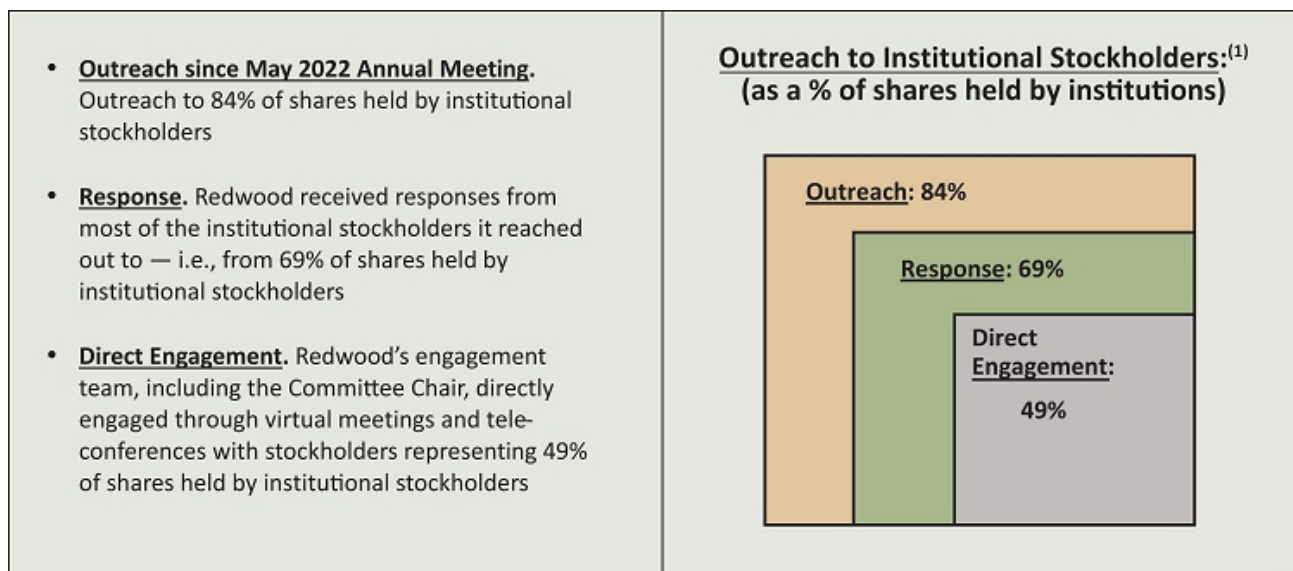 • Outreach since May 2022 Annual Meeting.
Outreach to 84% of shares held by institutional
stockholders
• Response. Redwood received responses from
most of the institutional stockholders it reached
out to — i.e., from 69% of shares held by
institutional stockholders
• Direct Engagement. Redwood’s engagement
team, including the Committee Chair, directly
engaged through virtual meetings and tele-
conferences with stockholders representing 49%
of shares held by institutional stockholders
Outreach to Institutional Stockholders:(1)
(as a % of shares held by institutions)
Outreach: 84%
Response: 69%
Direct
Engagement:
49%